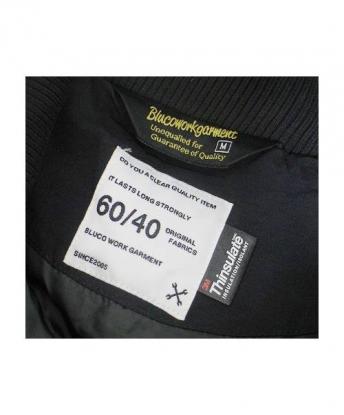 Blucoworkgarment
Unequalled for
Guarantee of Quality
M
DO YOU A CLEAR QUALITY ITEM
IT LASTS LONG STRONGLY
60/40 ORIGINAL
FABRICS
BLUCO WORK GARMENT
SINCE2005
3M
Thinsulate
INSULATION/ISOLANT